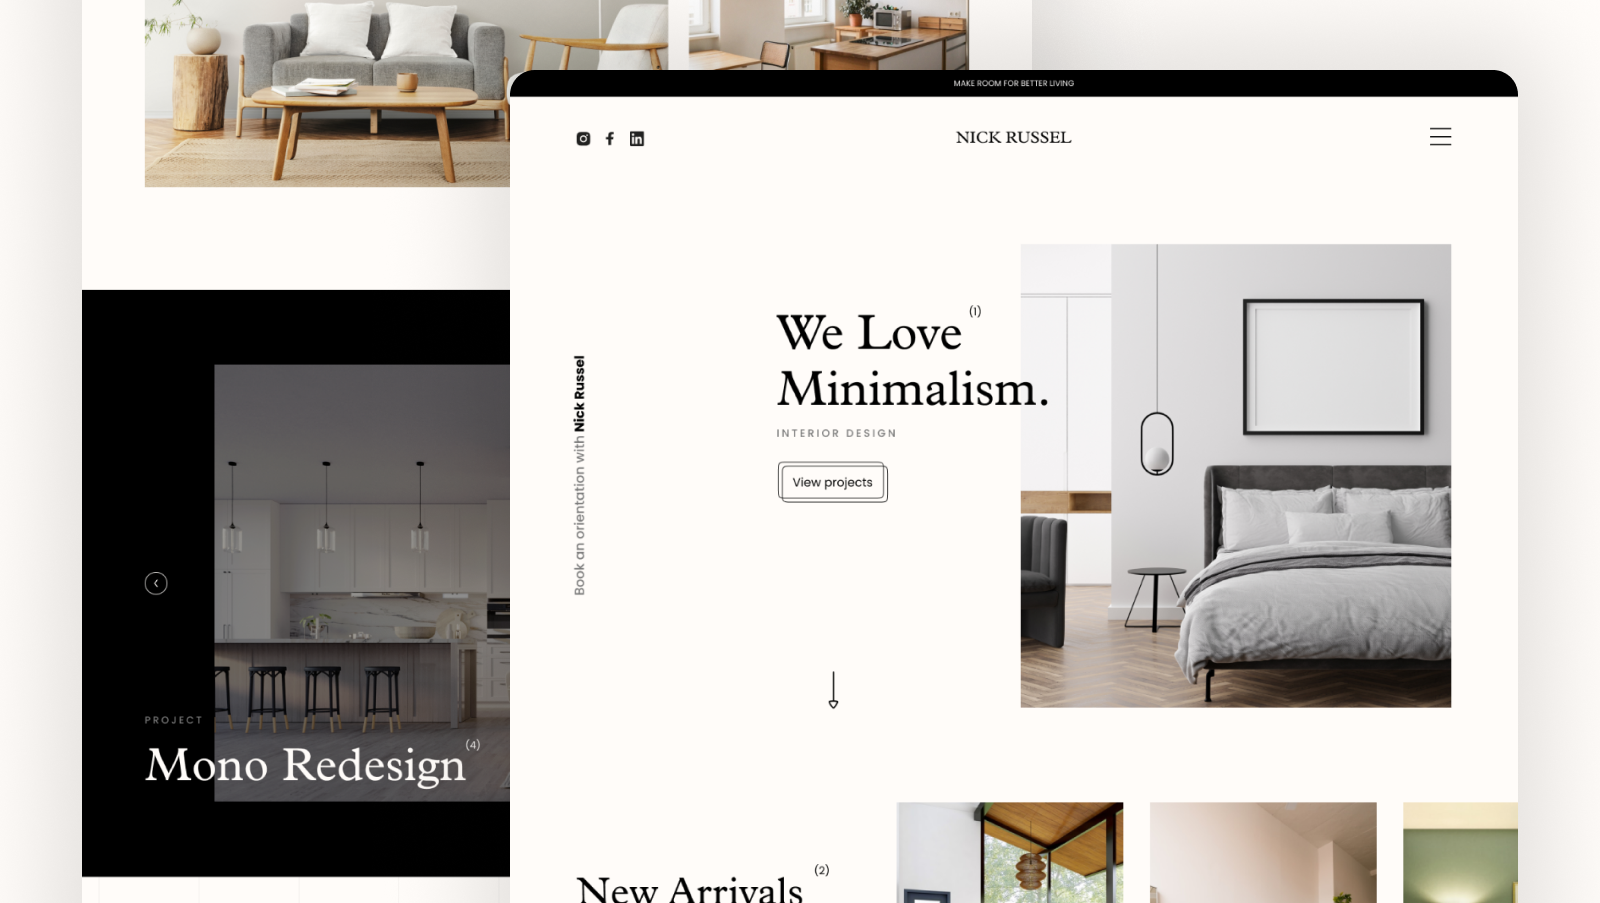 MAKE ROOM FOR BETTER LIVING
NICK RUSSEL
We Love (1)
Minimalism.
INTERIOR DESIGN
View projects
Book an orientation with Nick Russel
PROJECT
Mono Redesign (4)
New Arrivals (2)